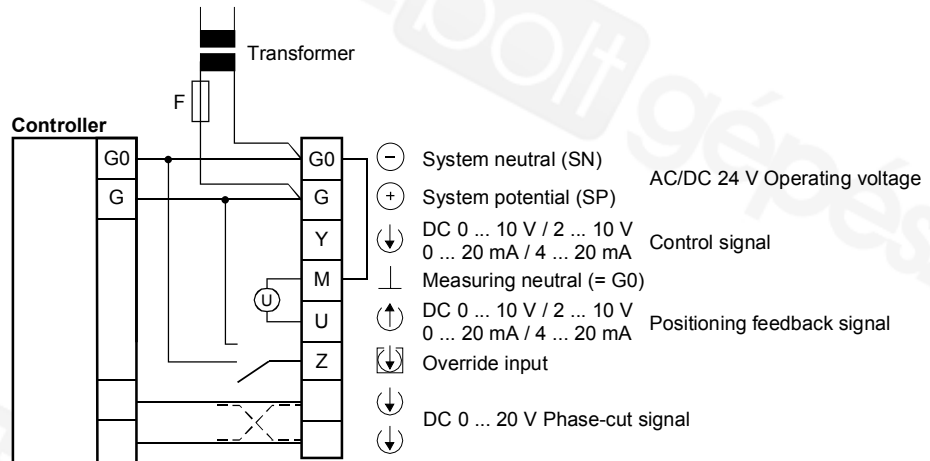 Transformer
F
Controller
G0
G0
System neutral (SN)
AC/DC 24 V Operating voltage
G
G
System potential (SP)
Y
DC 0 ... 10 V / 2 ... 10 V
0 ... 20 mA / 4 ... 20 mA
Control signal
M
Measuring neutral (= G0)
U
U
DC 0 ... 10 V / 2 ... 10 V
0 ... 20 mA / 4 ... 20 mA
Positioning feedback signal
Z
Override input
DC 0 ... 20 V Phase-cut signal
bolt gépés